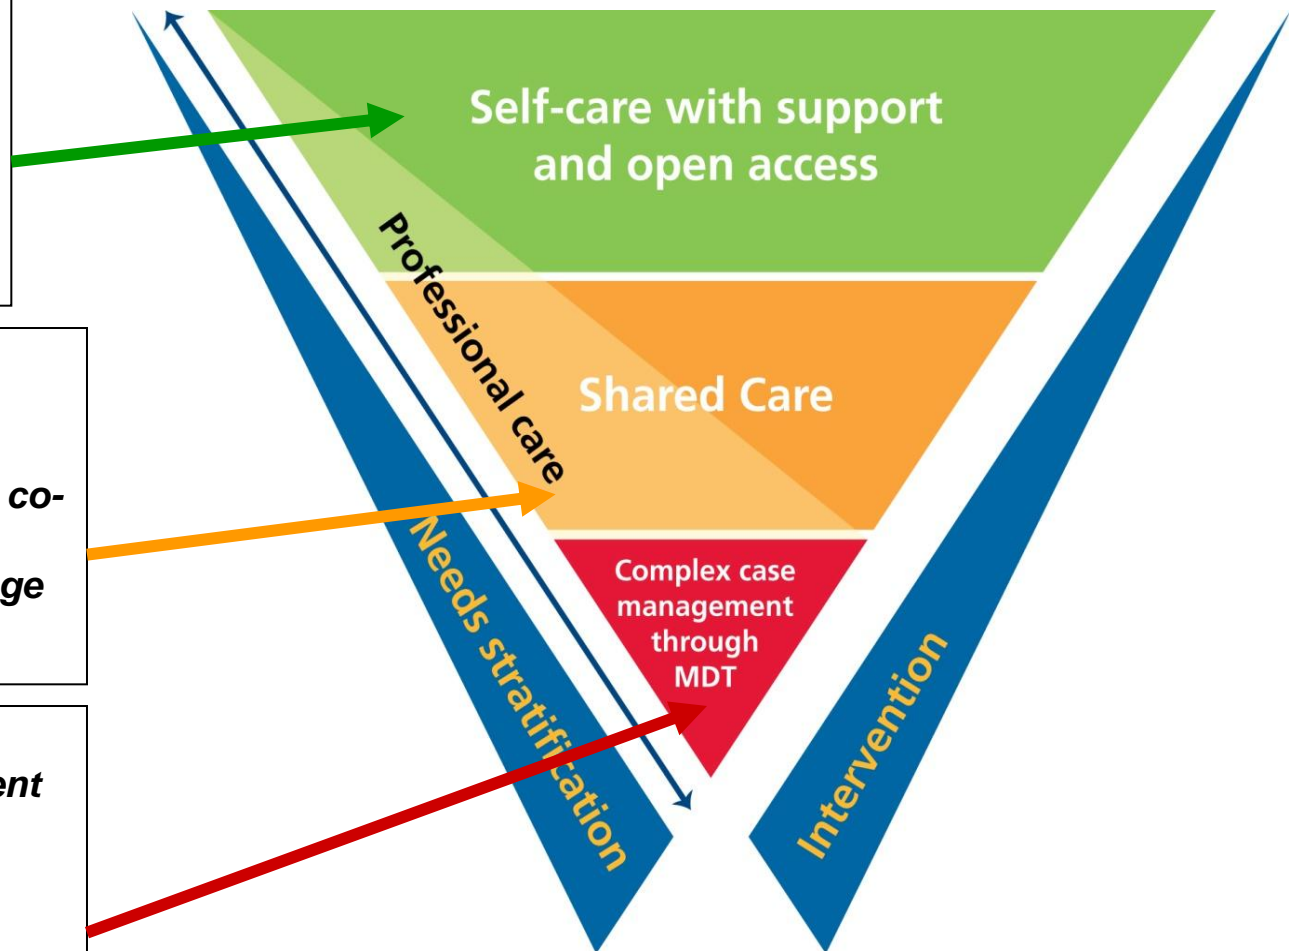 Self-care with support
and open access
Professional care
Shared Care
co-
ge
Complex case
management
through
MDT
Needs stratification
Intervention
ent